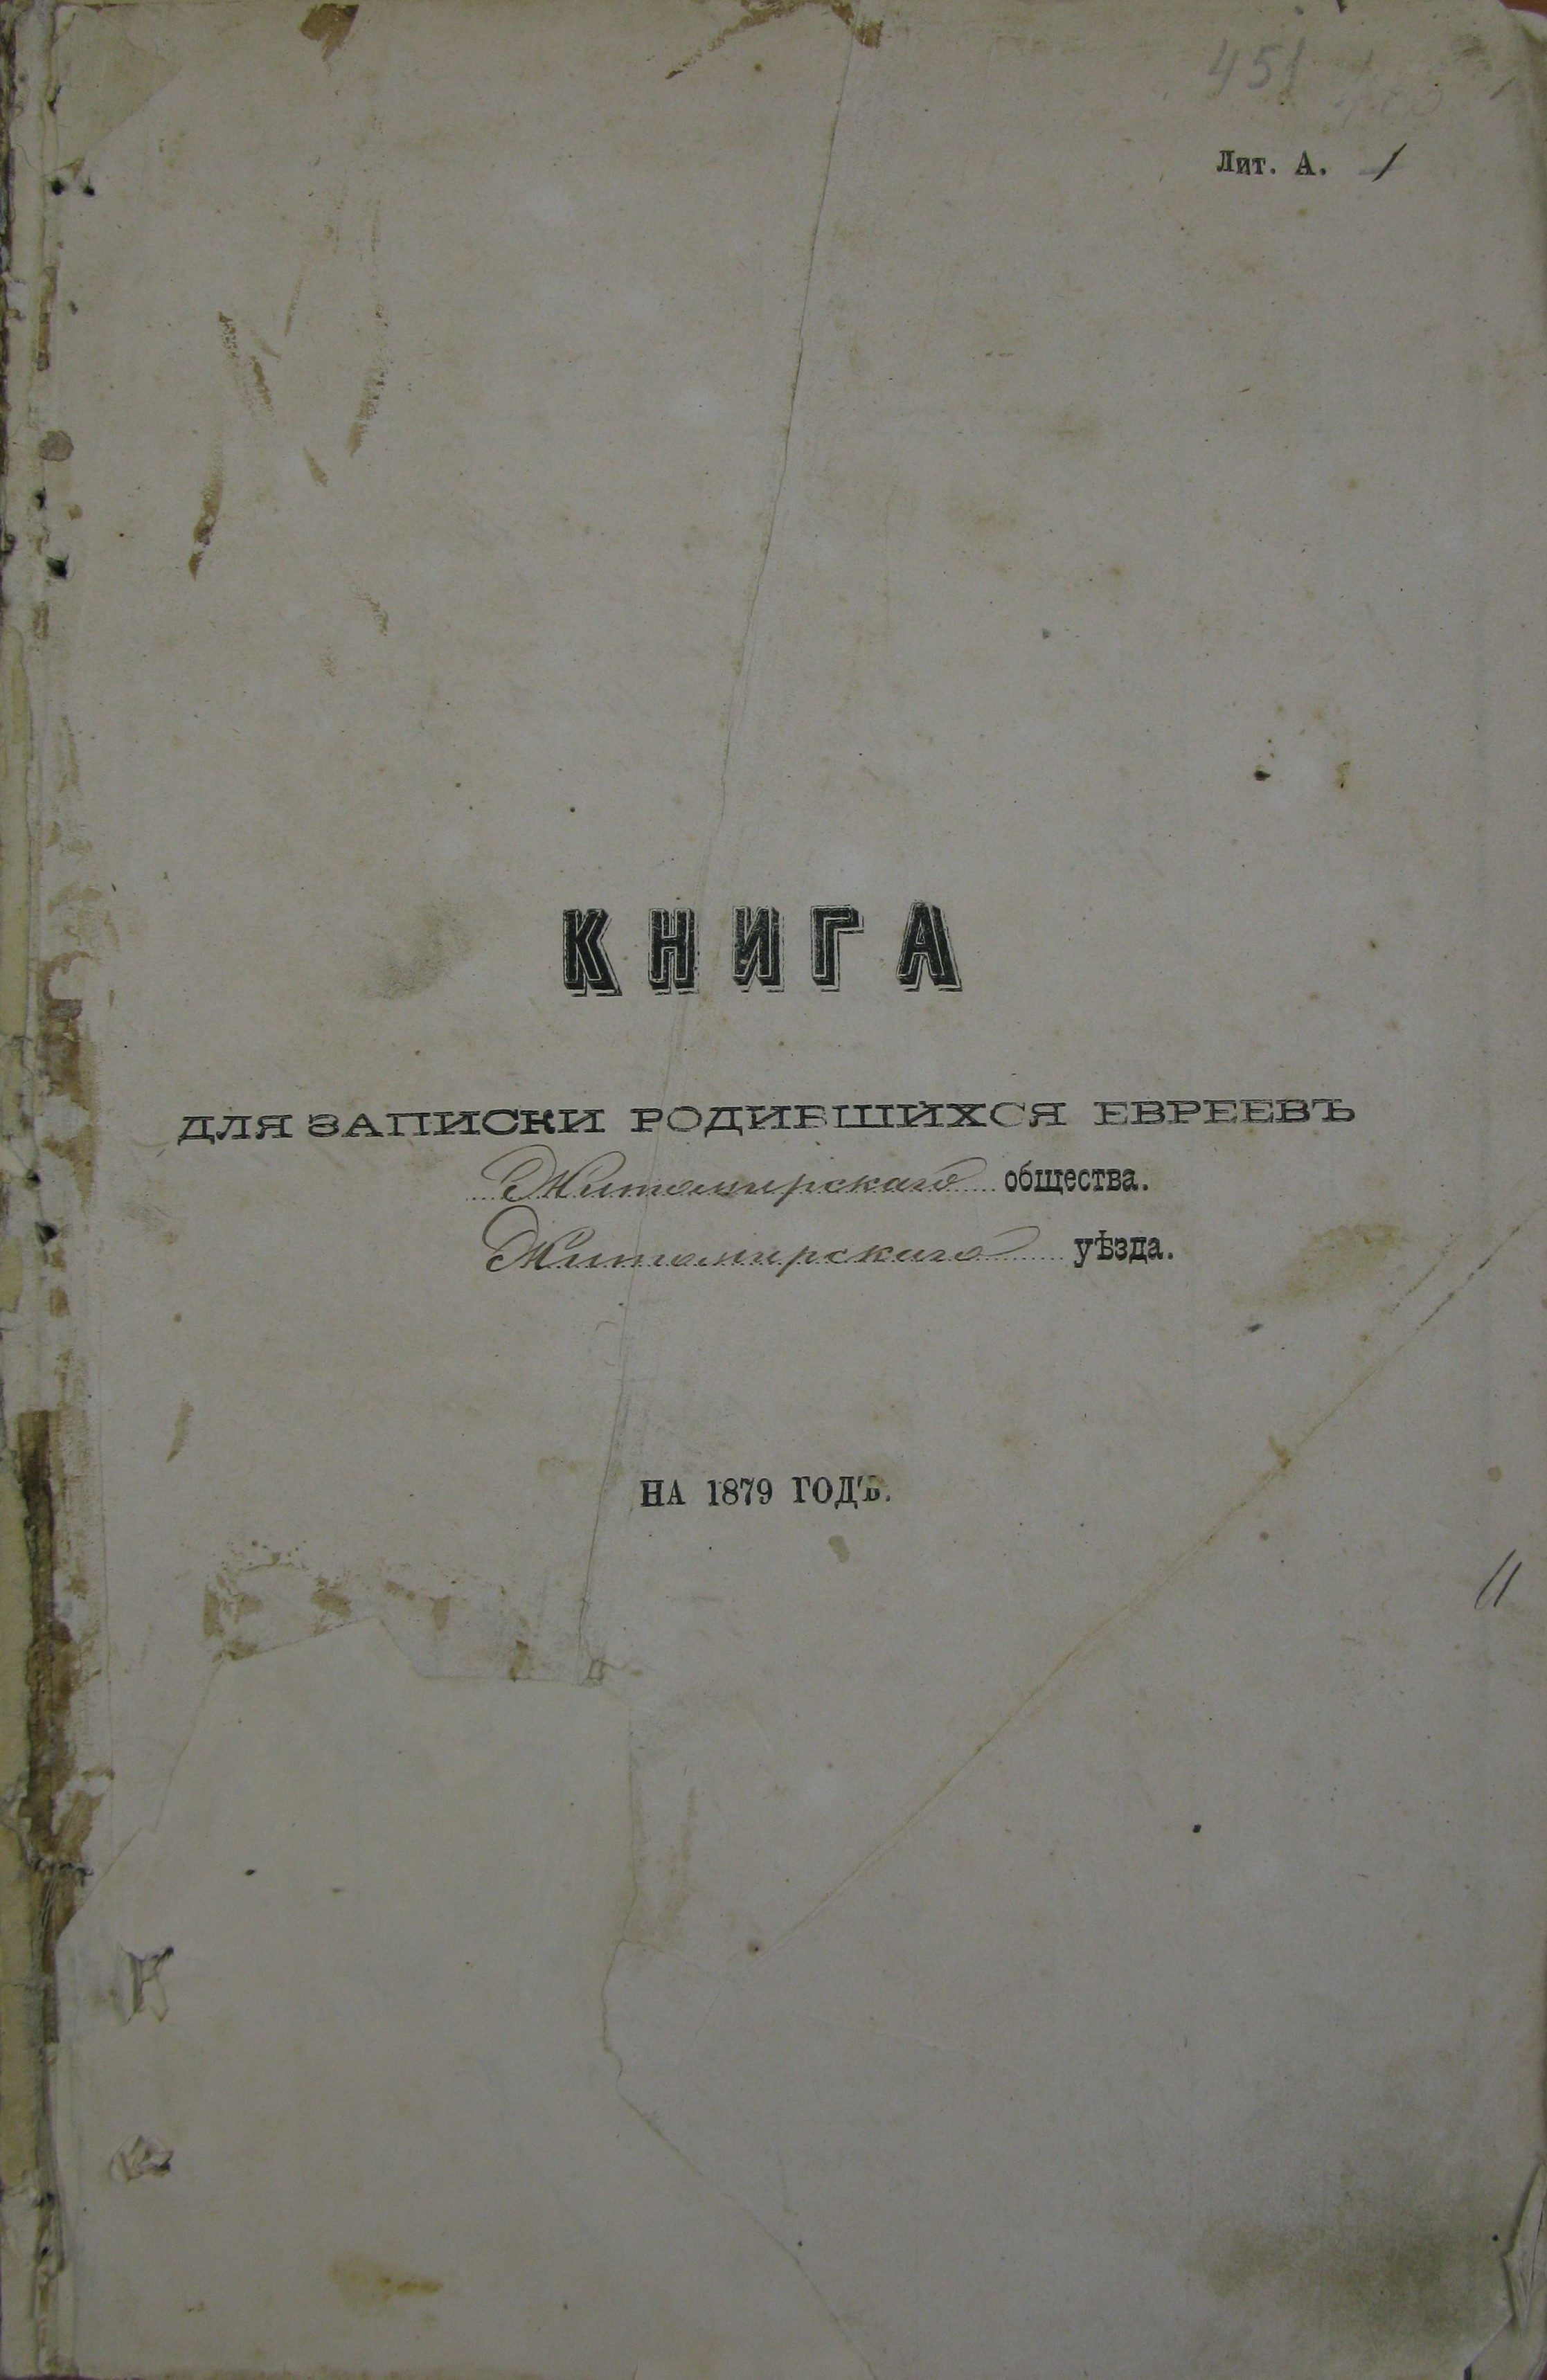 451
Лит. А. 1
КНИГА
ДЛЯ ЗАПИСКИ РОДИВШИХСЯ ЕВРЕЕВЪ
Житомирскаго общества.
Житомирскаго уѣзда.
НА 1879 ГОДЪ.